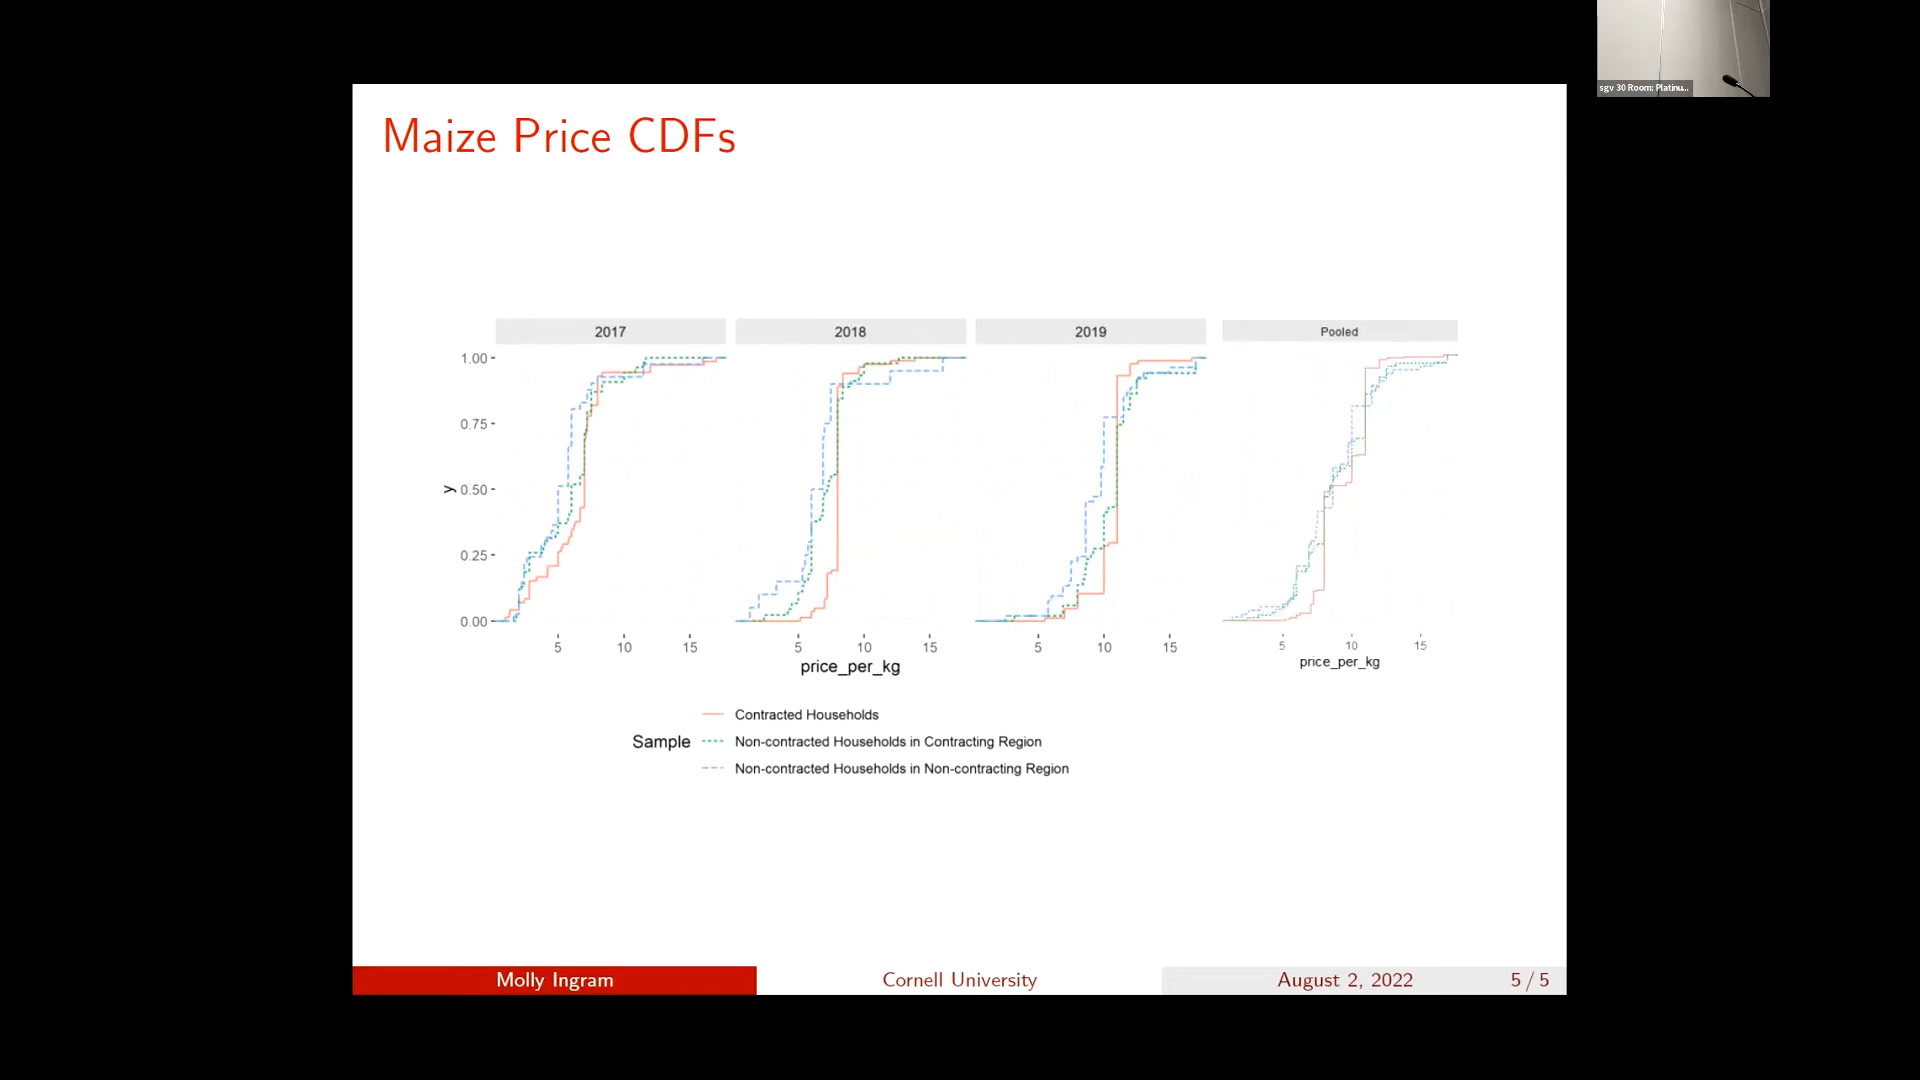 sgv 30 Room: Platinu...
Maize Price CDFs
2017 2018 2019 Pooled
1.00
0.75
0.50
0.25
0.00
y
5 10 15 5 10 15 5 10 15 5 10 15
price_per_kg price_per_kg
Sample
Contracted Households
Non-contracted Households in Contracting Region
Non-contracted Households in Non-contracting Region
Molly Ingram Cornell University August 2, 2022 5 / 5